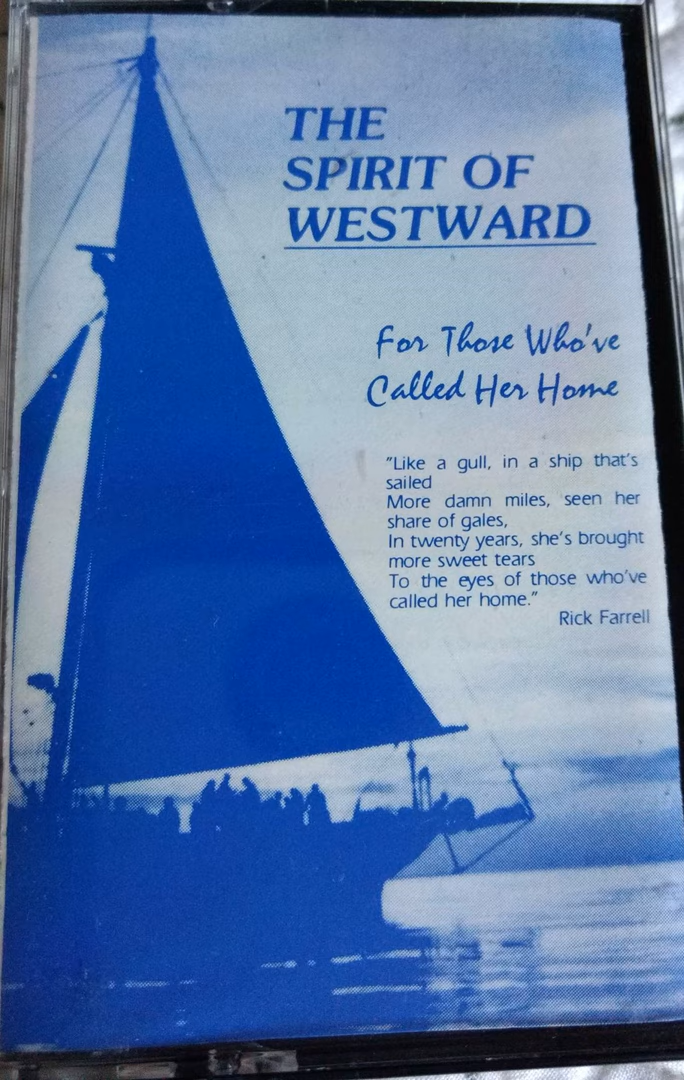 THE
SPIRIT OF
WESTWARD
For Those Who've
Called Her Home
"Like a gull, in a ship that's
sailed
More damn miles, seen her
share of gales,
In twenty years, she's brought
more sweet tears
To the eyes of those who've
called her home."
Rick Farrell